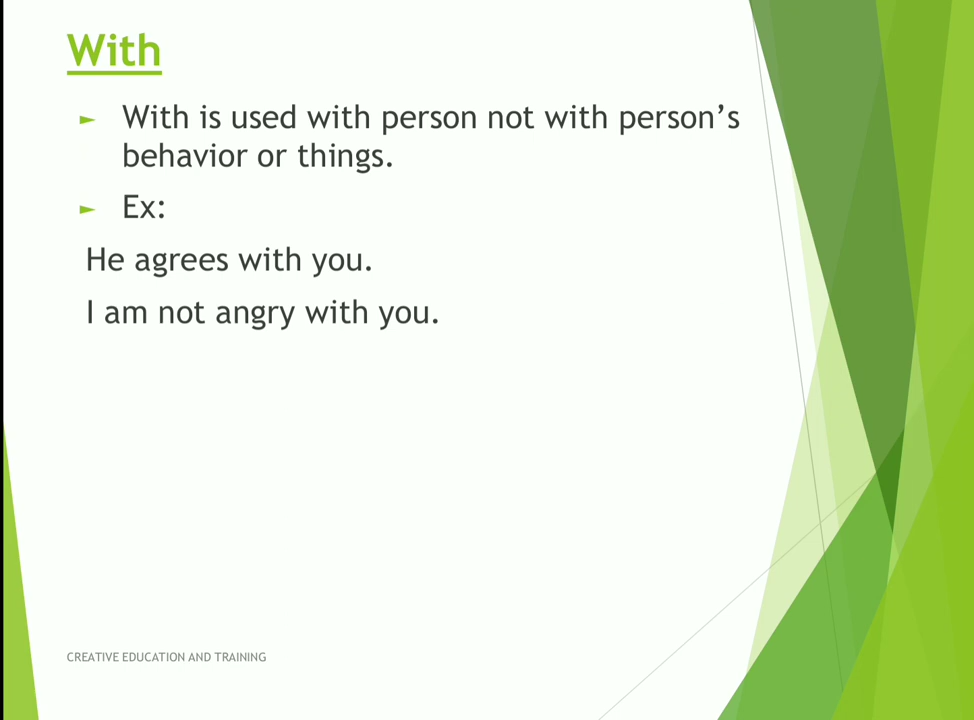 With
► With is used with person not with person’s
behavior or things.
► Ex:
He agrees with you.
I am not angry with you.
CREATIVE EDUCATION AND TRAINING